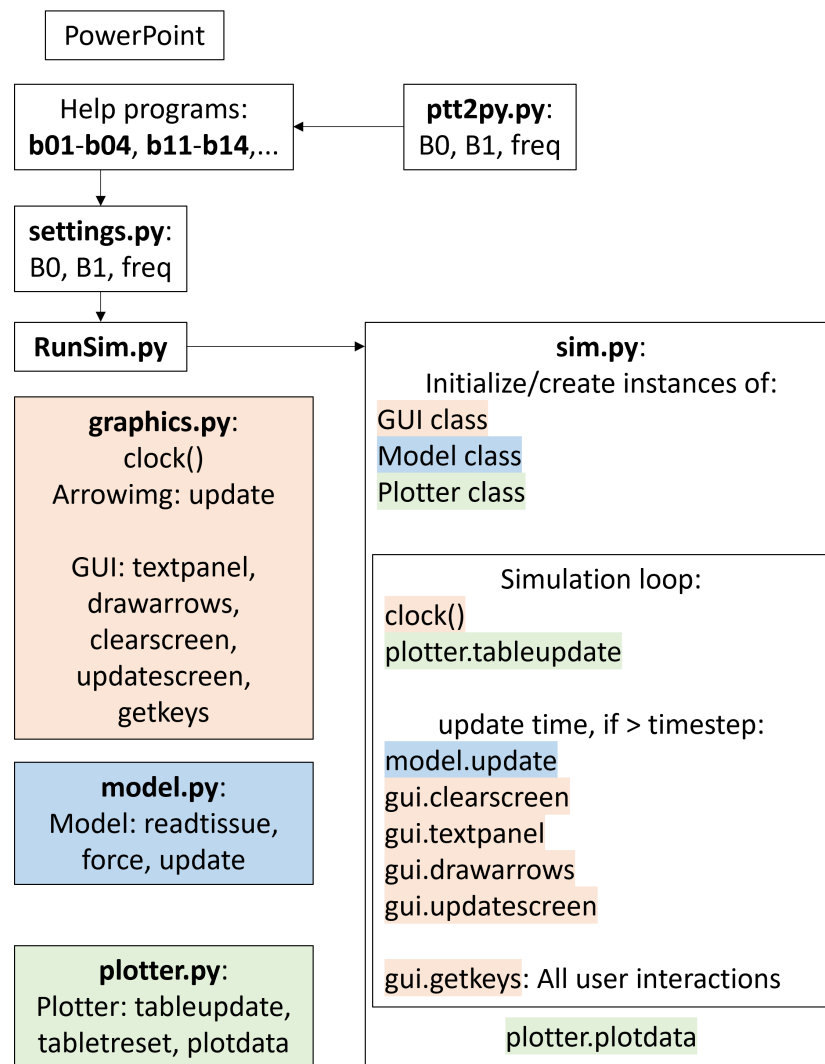 PowerPoint
Help programs:
b01-b04, b11-b14,...
ptt2py.py:
B0, B1, freq
settings.py:
B0, B1, freq
RunSim.py
graphics.py:
clock()
Arrowimg: update
GUI: textpanel,
drawarrows,
clearscreen,
updatescreen,
getkeys
model.py:
Model: readtissue,
force, update
plotter.py:
Plotter: tableupdate,
tabletreset, plotdata
sim.py:
Initialize/create instances of:
GUI class
Model class
Plotter class
Simulation loop:
clock()
plotter.tableupdate
update time, if > timestep:
model.update
gui.clearscreen
gui.textpanel
gui.drawarrows
gui.updatescreen
gui.getkeys: All user interactions
plotter.plotdata